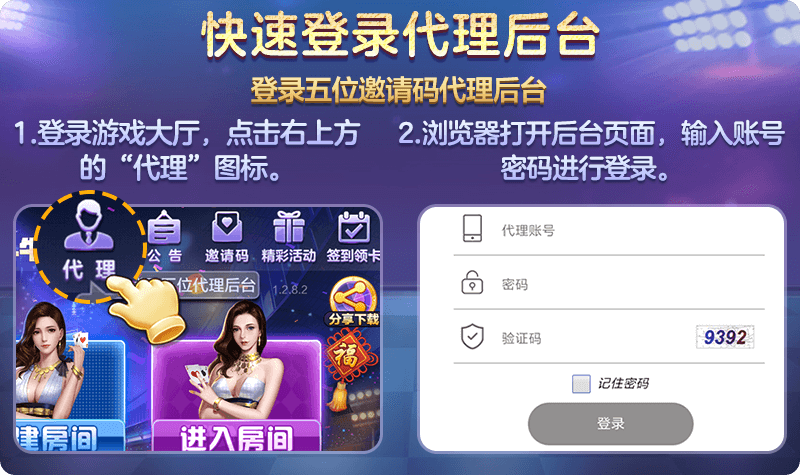 快速登录代理后台
登录五位邀请码代理后台
1.登录游戏大厅，点击右上方
的“代理”图标。
2.浏览器打开后台页面，输入账号
密码进行登录。
代理
公告
邀请码
精彩活动
签到领卡
五位代理后台
1.2.8.2
分享下载
福
建房间
进入房间
代理账号
密码
验证码
9392
记住密码
登录